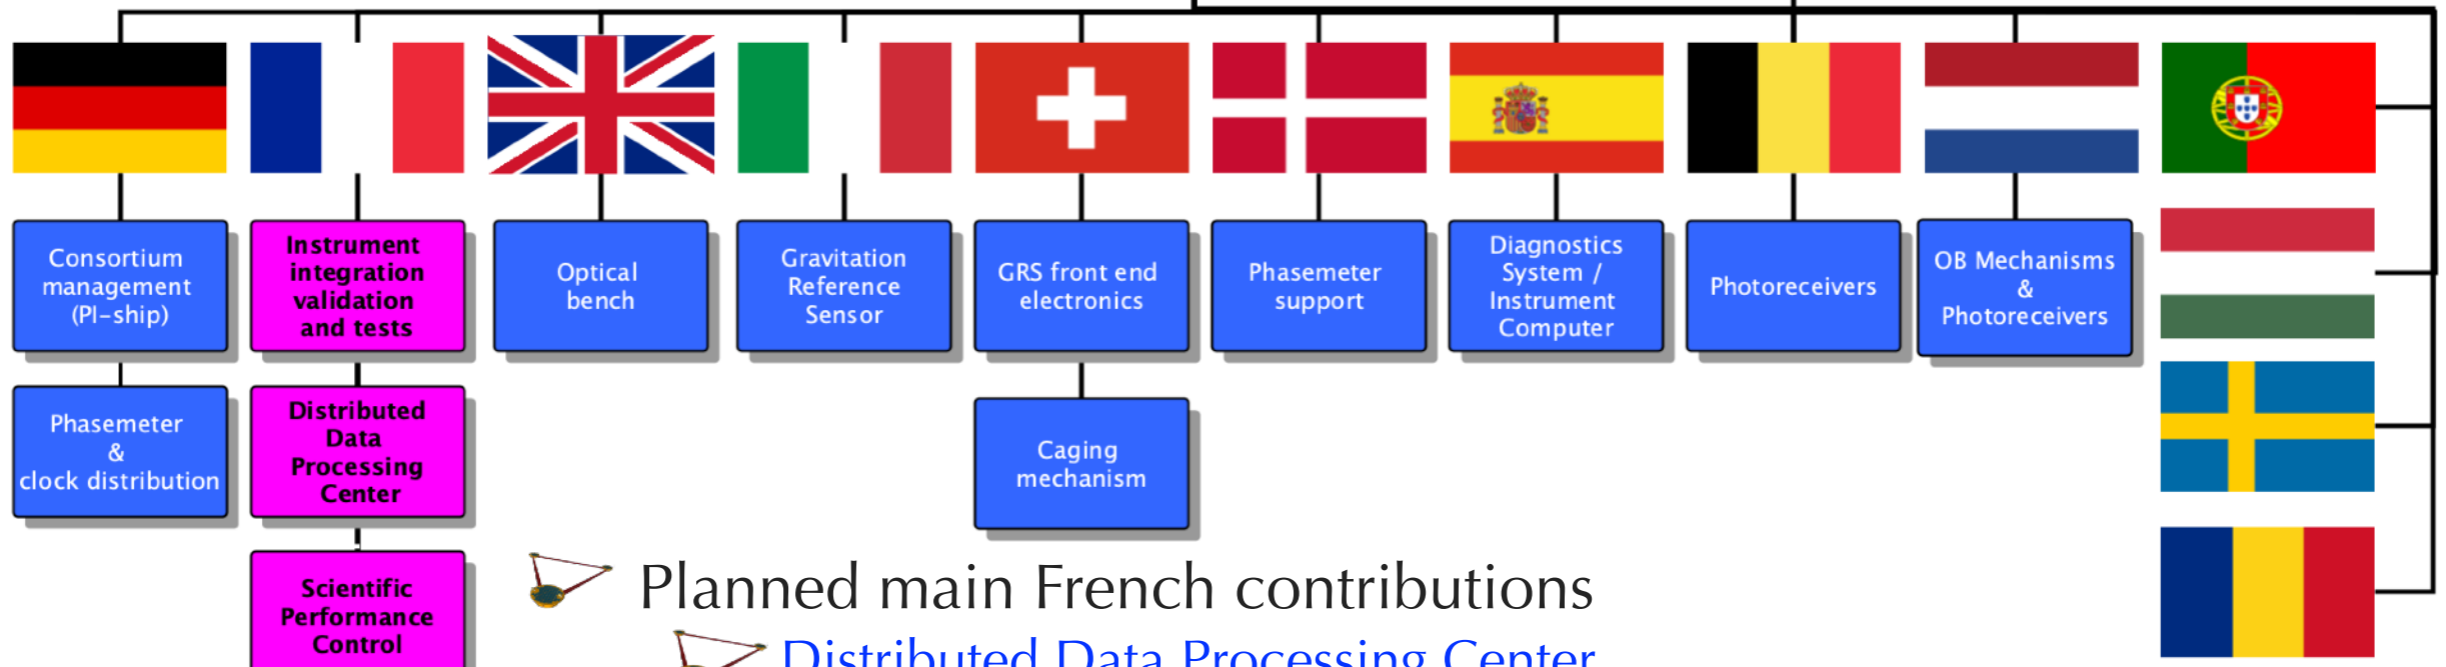 Consortium
management
(PI-ship)
Instrument
integration
validation
and tests
Optical
bench
Gravitation
Reference
Sensor
GRS front end
electronics
Phasemeter
support
Diagnostics
System /
Instrument
Computer
Photoreceivers
OB Mechanisms
&
Photoreceivers
Phasemeter
&
clock distribution
Distributed
Data
Processing
Center
Caging
mechanism
Scientific
Performance
Control
Planned main French contributions
Distributed Data Processing Center